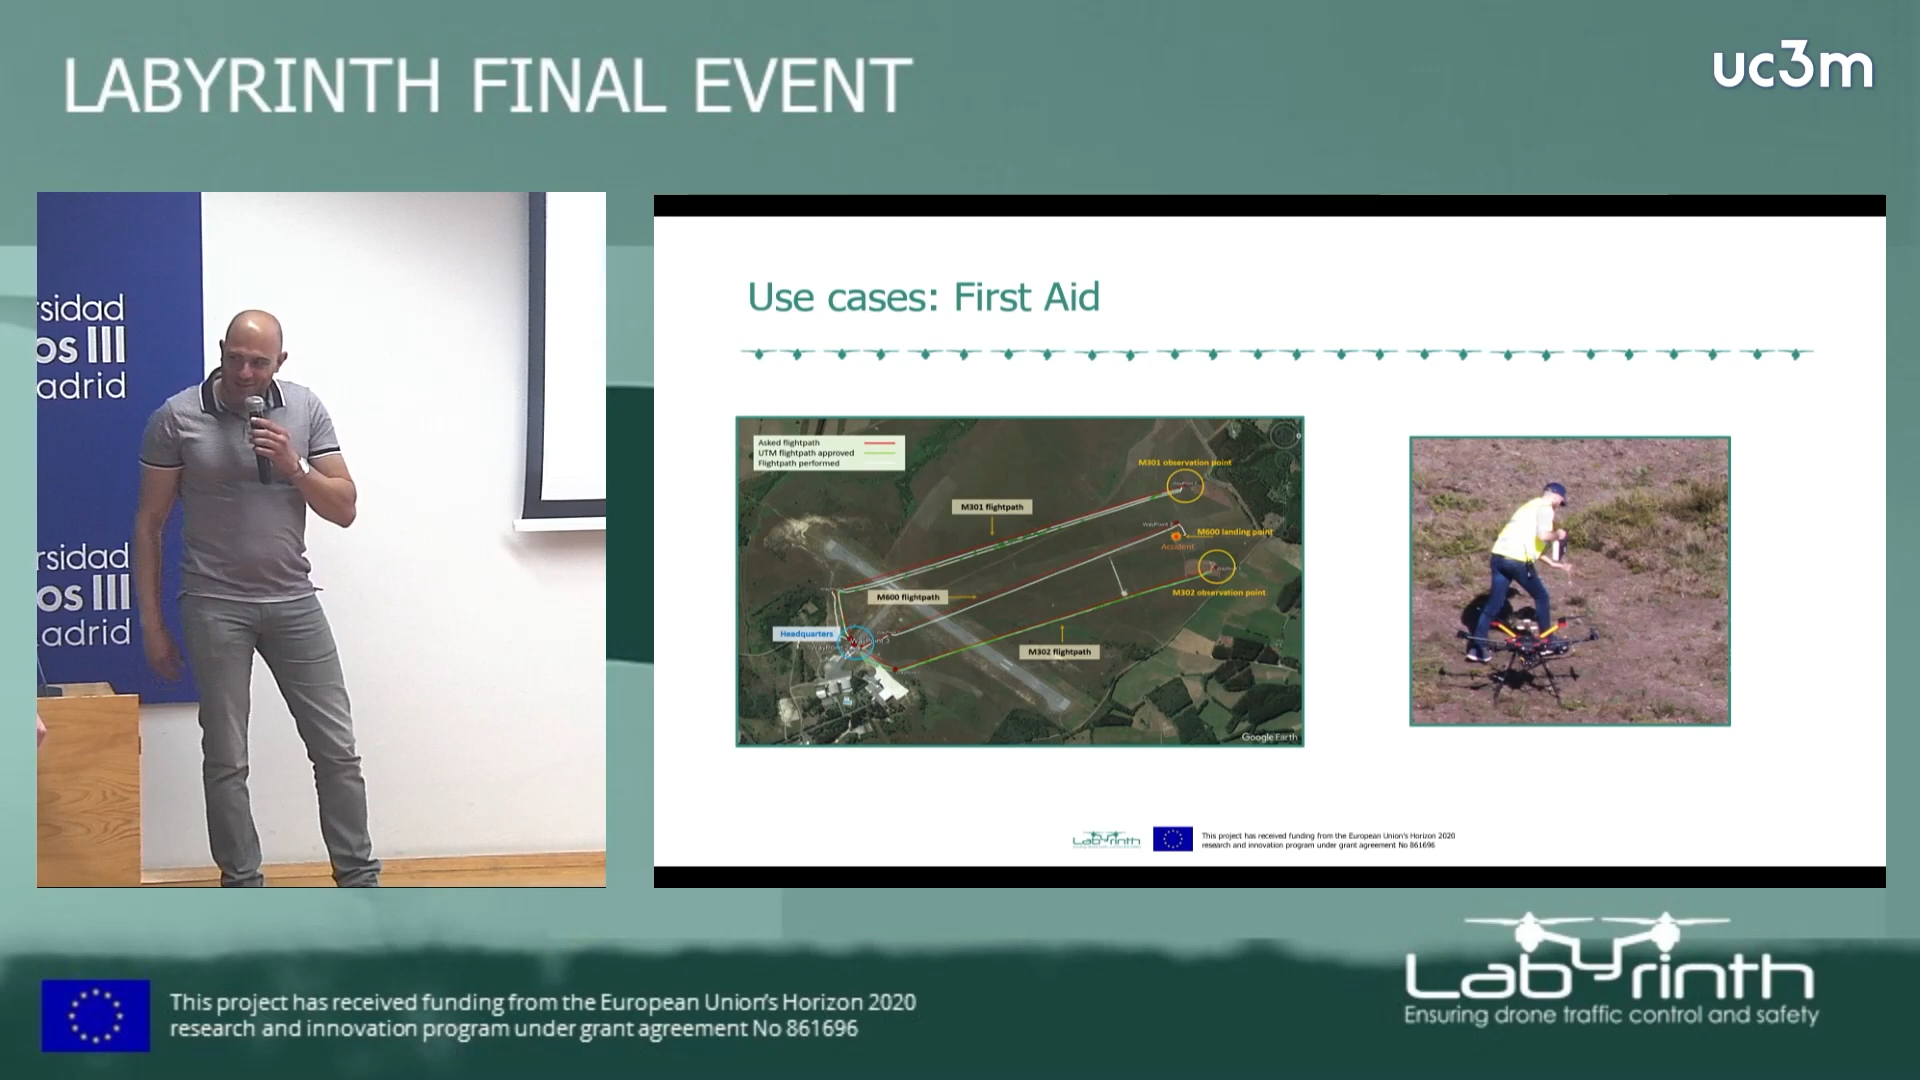 LABYRINTH FINAL EVENT
uc3m
rsidad
os III
adrid
rsidad
os III
adrid
Use cases: First Aid
Asked flightpath
UTM flightpath approved
Flightpath performed
M301 observation point
M301 flightpath
M600 landing point
Accident
M600 flightpath
M302 observation point
Headquarters
M302 flightpath
Google Earth
Labyrinth
This project has received funding from the European Union's Horizon 2020
research and innovation program under grant agreement No 861696
This project has received funding from the European Union's Horizon 2020
research and innovation program under grant agreement No 861696
Labyrinth
Ensuring drone traffic control and safety